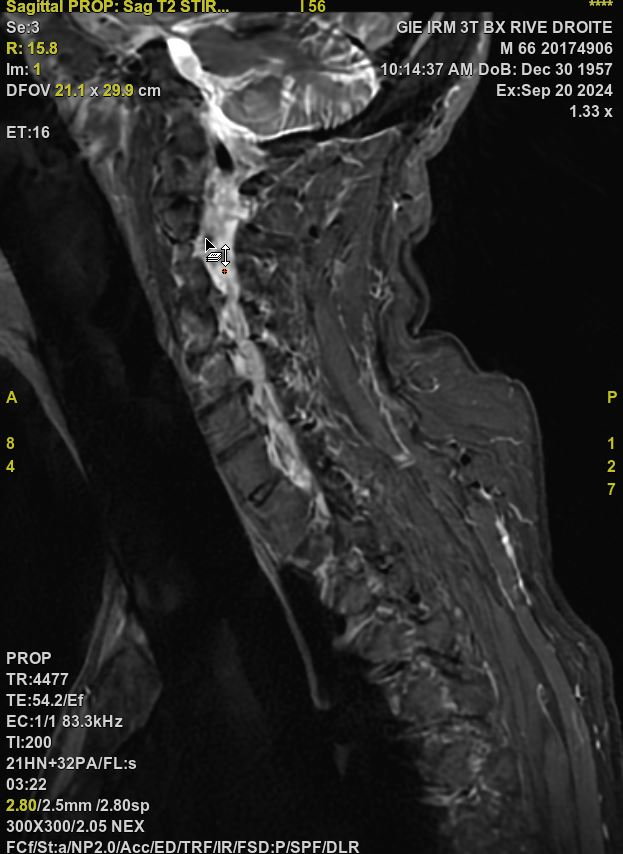 Sagittal PROP: Sag T2 STIR... I 56 ****
Se:3 GIE IRM 3T BX RIVE DROITE
R: 15.8 M 66 20174906
Im: 1 10:14:37 AM DoB: Dec 30 1957
DFOV 21.1 x 29.9 cm Ex:Sep 20 2024
1.33 x
ET:16
A P
8 1
4 2
7
PROP
TR:4477
TE:54.2/Ef
EC:1/1 83.3kHz
TI:200
21HN+32PA/FL:s
03:22
2.80/2.5mm /2.80sp
300X300/2.05 NEX
FCf/St:a/NP2.0/Acc/ED/TRF/IR/FSD:P/SPF/DLR